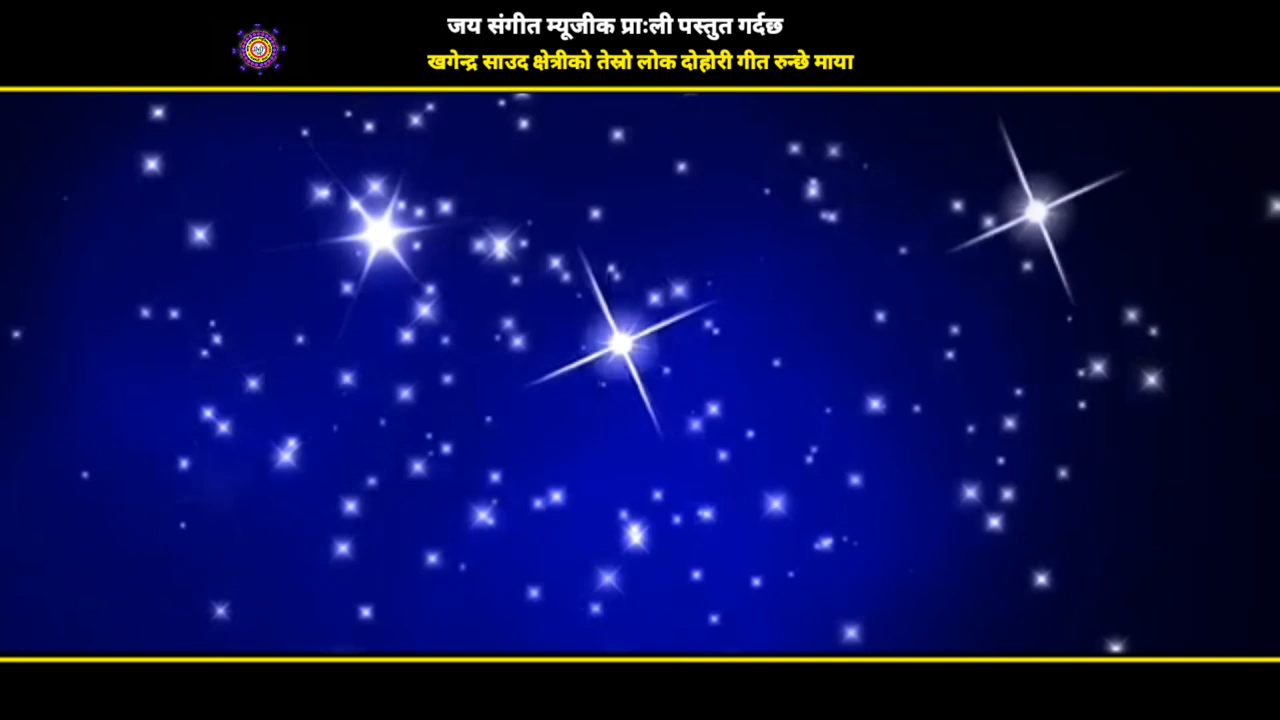 जय संगीत म्यूजीक प्राःली पस्तुत गर्दछ
खगेन्द्र साउद क्षेत्रीको तेस्रो लोक दोहोरी गीत रुन्छे माया